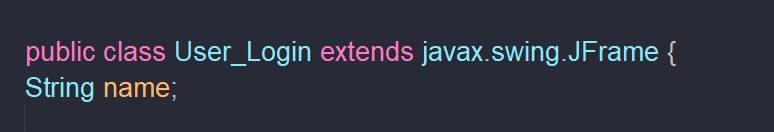 public class User_Login extends javax.swing.JFrame {
String name;